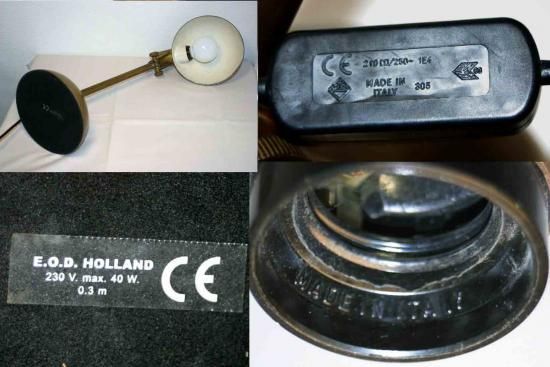 CE
MADE IN
ITALY
305
E.O.D. HOLLAND
230 V. max. 40 W.
0.3 m
CE
MADE IN ITALY